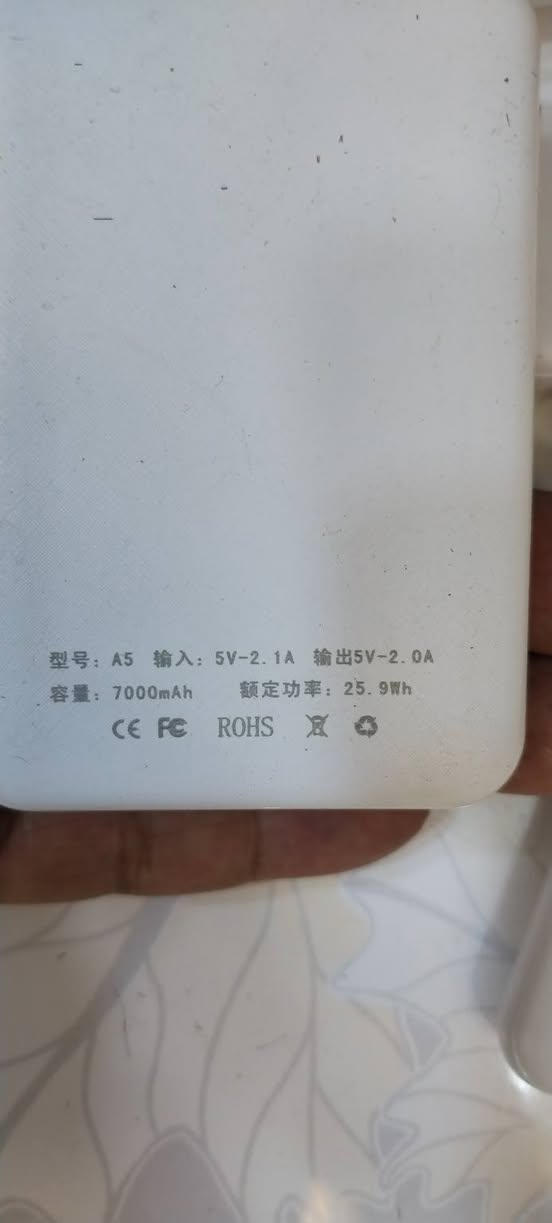 型号：A5 输入：5V-2.1A 输出5V-2.0A
容量：7000mAh 额定功率：25.9Wh
CE FC ROHS